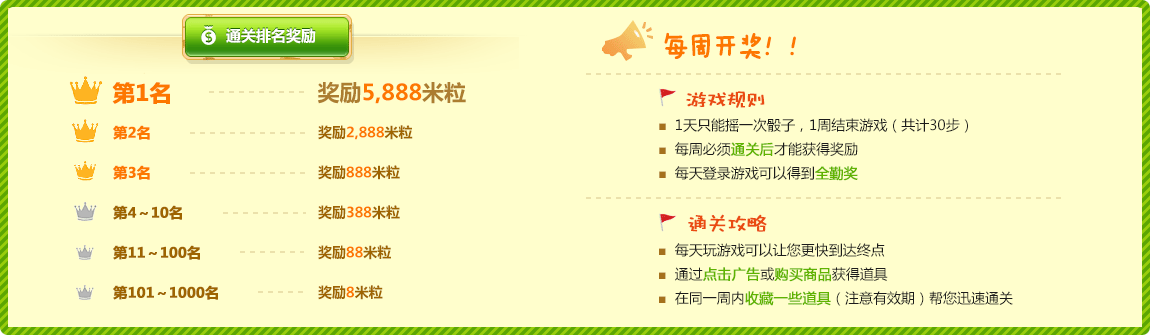 通关排名奖励
第1名 奖励5,888米粒
第2名 奖励2,888米粒
第3名 奖励888米粒
第4~10名 奖励388米粒
第11~100名 奖励88米粒
第101~1000名 奖励8米粒
每周开奖！！
游戏规则
1天只能摇一次骰子，1周结束游戏（共计30步）
每周必须通关后才能获得奖励
每天登录游戏可以得到全勤奖
通关攻略
每天玩游戏可以让您更快到达终点
通过点击广告或购买商品获得道具
在同一周内收藏一些道具（注意有效期）帮您迅速通关